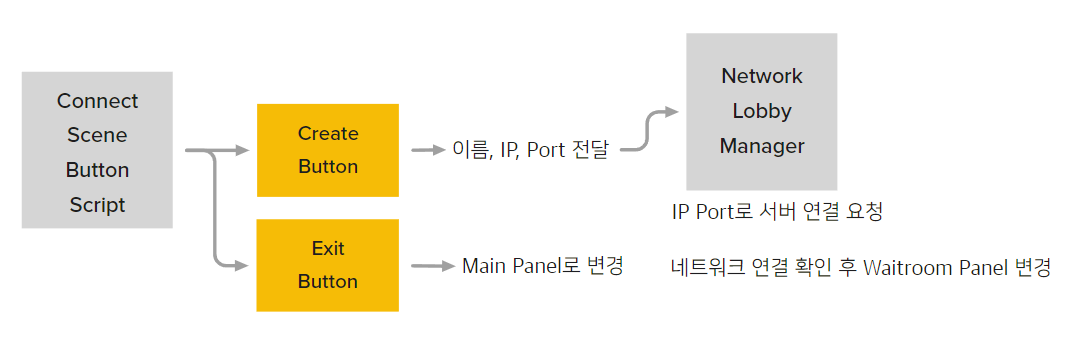 Connect
Scene
Button
Script
Create
Button
이름, IP, Port 전달
Network
Lobby
Manager
IP Port로 서버 연결 요청
네트워크 연결 확인 후 Waitroom Panel 변경
Exit
Button
Main Panel로 변경